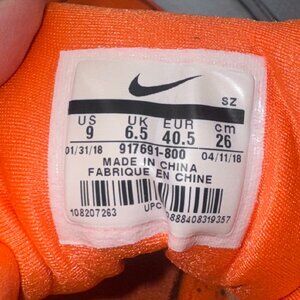 SZ
US UK EUR cm
9 6.5 40.5 26
01/31/18 917691-800 04/11/18
MADE IN CHINA
FABRIQUÉ EN CHINE
108207263 UPC 0888408319357